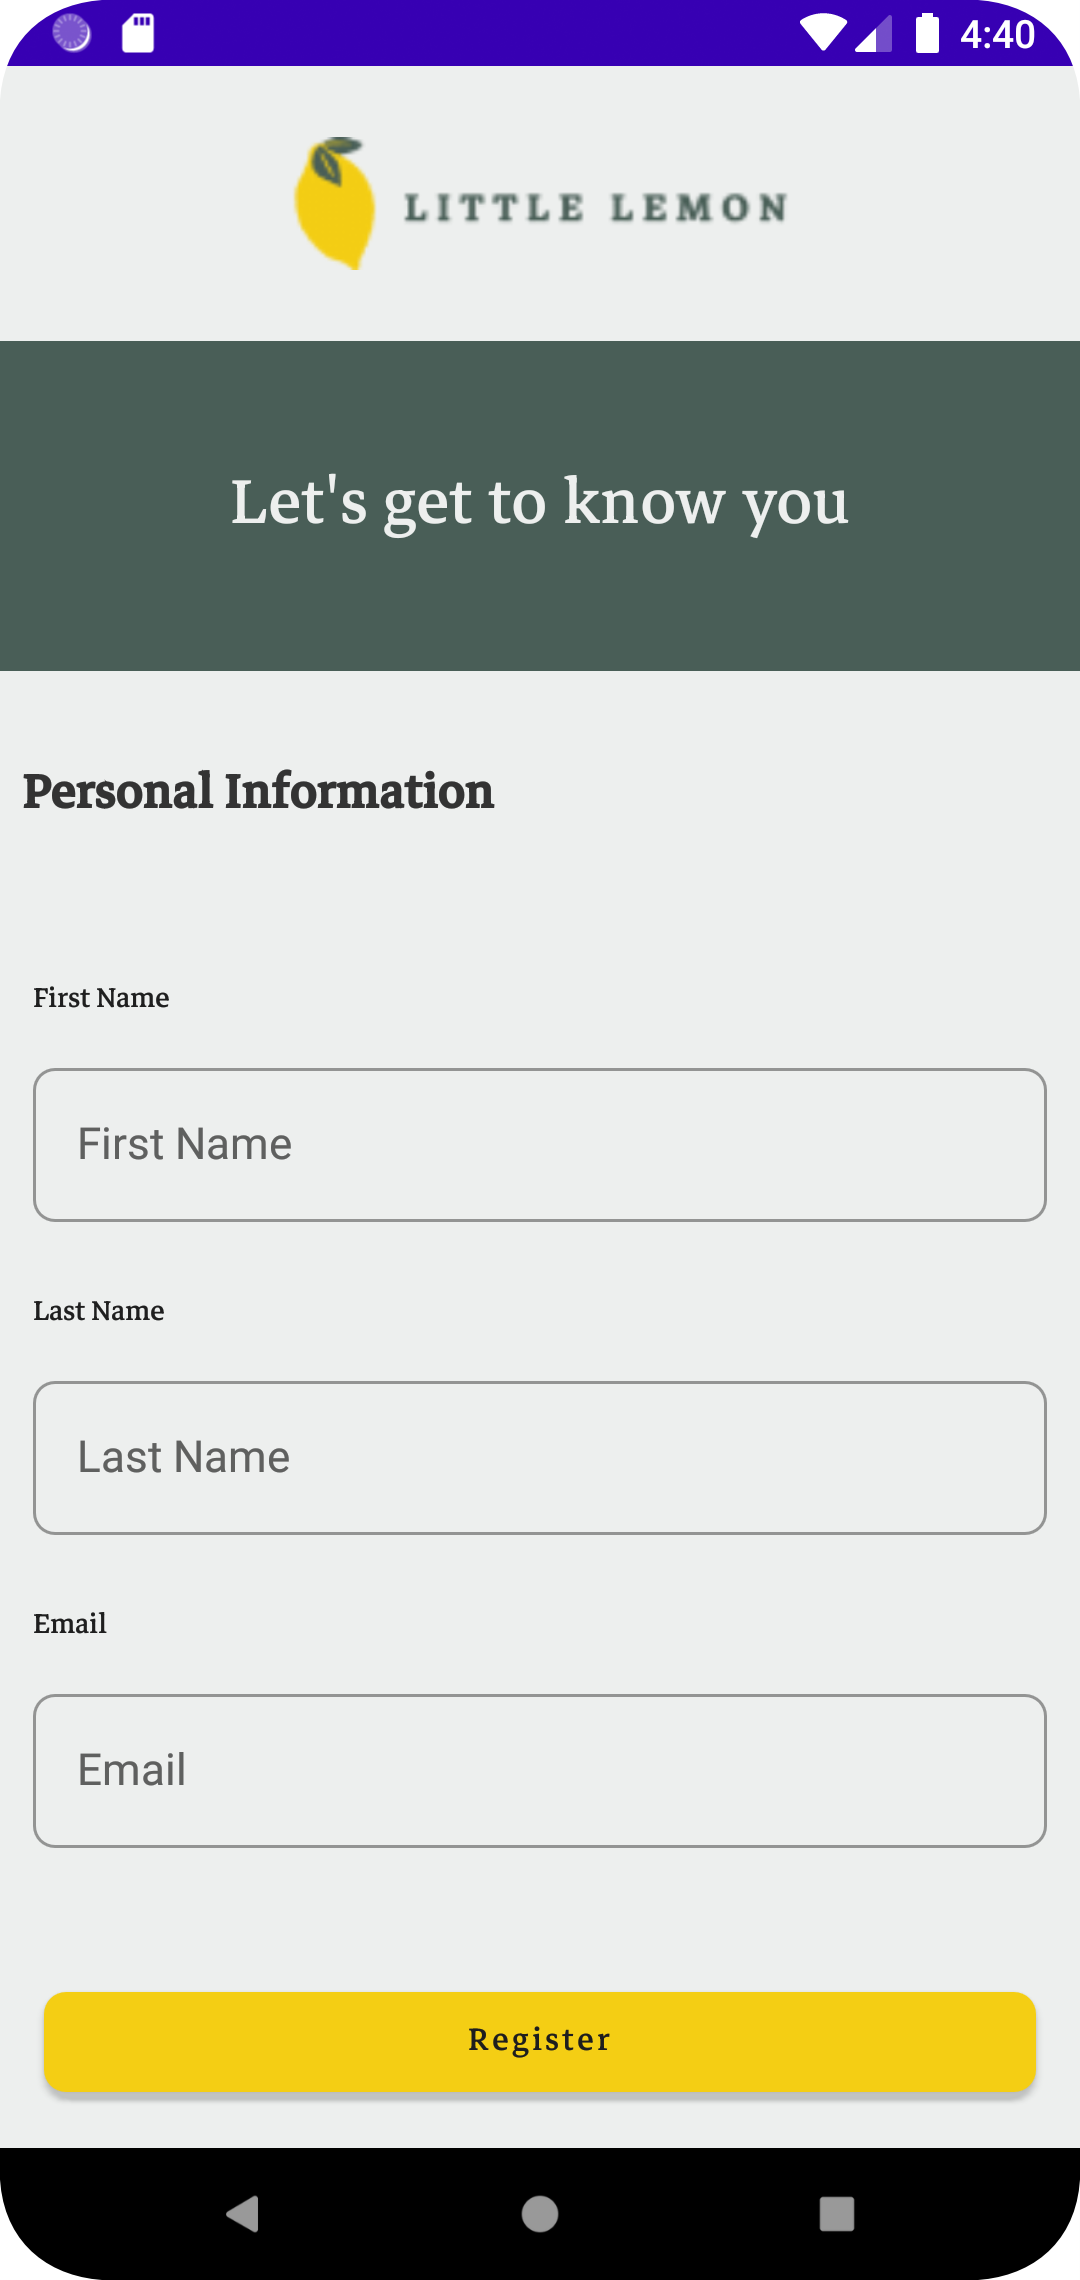 4:40
LITTLE LEMON
Let's get to know you
Personal Information
First Name
First Name
Last Name
Last Name
Email
Email
Register